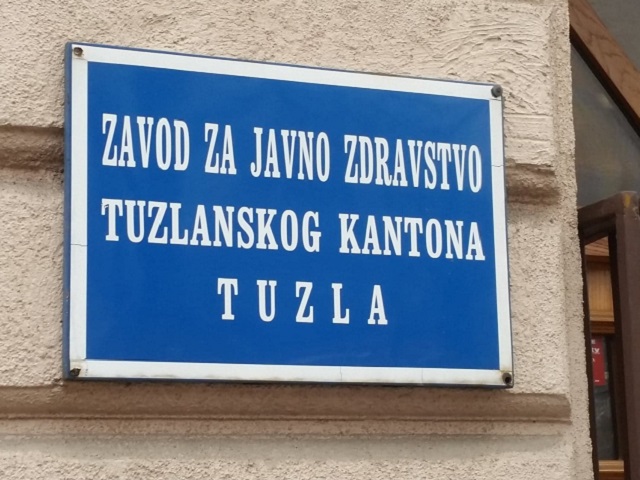 ZAVOD ZA JAVNO ZDRAVSTVO
TUZLANSKOG KANTONA
TUZLA